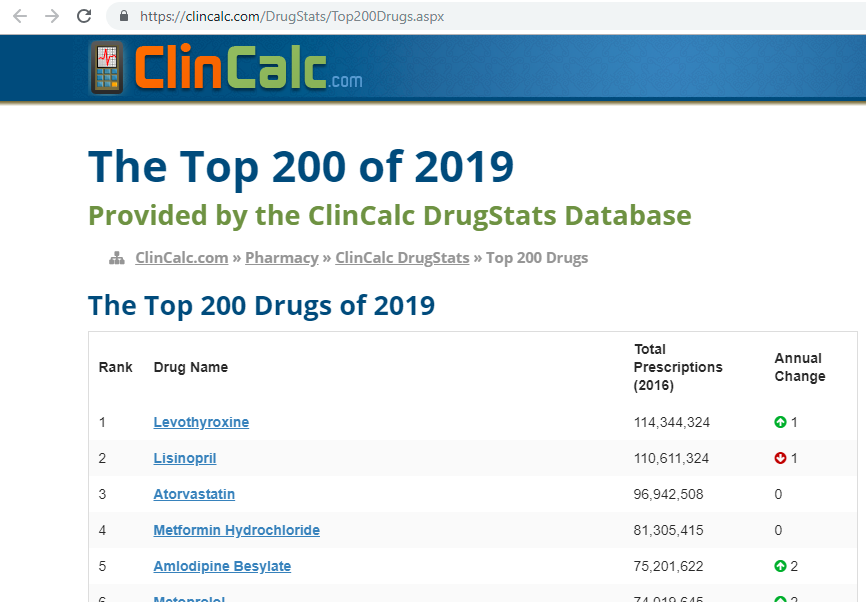 https://clincalc.com/DrugStats/Top200Drugs.aspx
ClinCalc.com
The Top 200 of 2019
Provided by the ClinCalc DrugStats Database
ClinCalc.com » Pharmacy » ClinCalc DrugStats » Top 200 Drugs
The Top 200 Drugs of 2019
Rank Drug Name Total Prescriptions (2016) Annual Change
1 Levothyroxine 114,344,324 1
2 Lisinopril 110,611,324 1
3 Atorvastatin 96,942,508 0
4 Metformin Hydrochloride 81,305,415 0
5 Amlodipine Besylate 75,201,622 2
6 Metoprolol 74,019,645 2